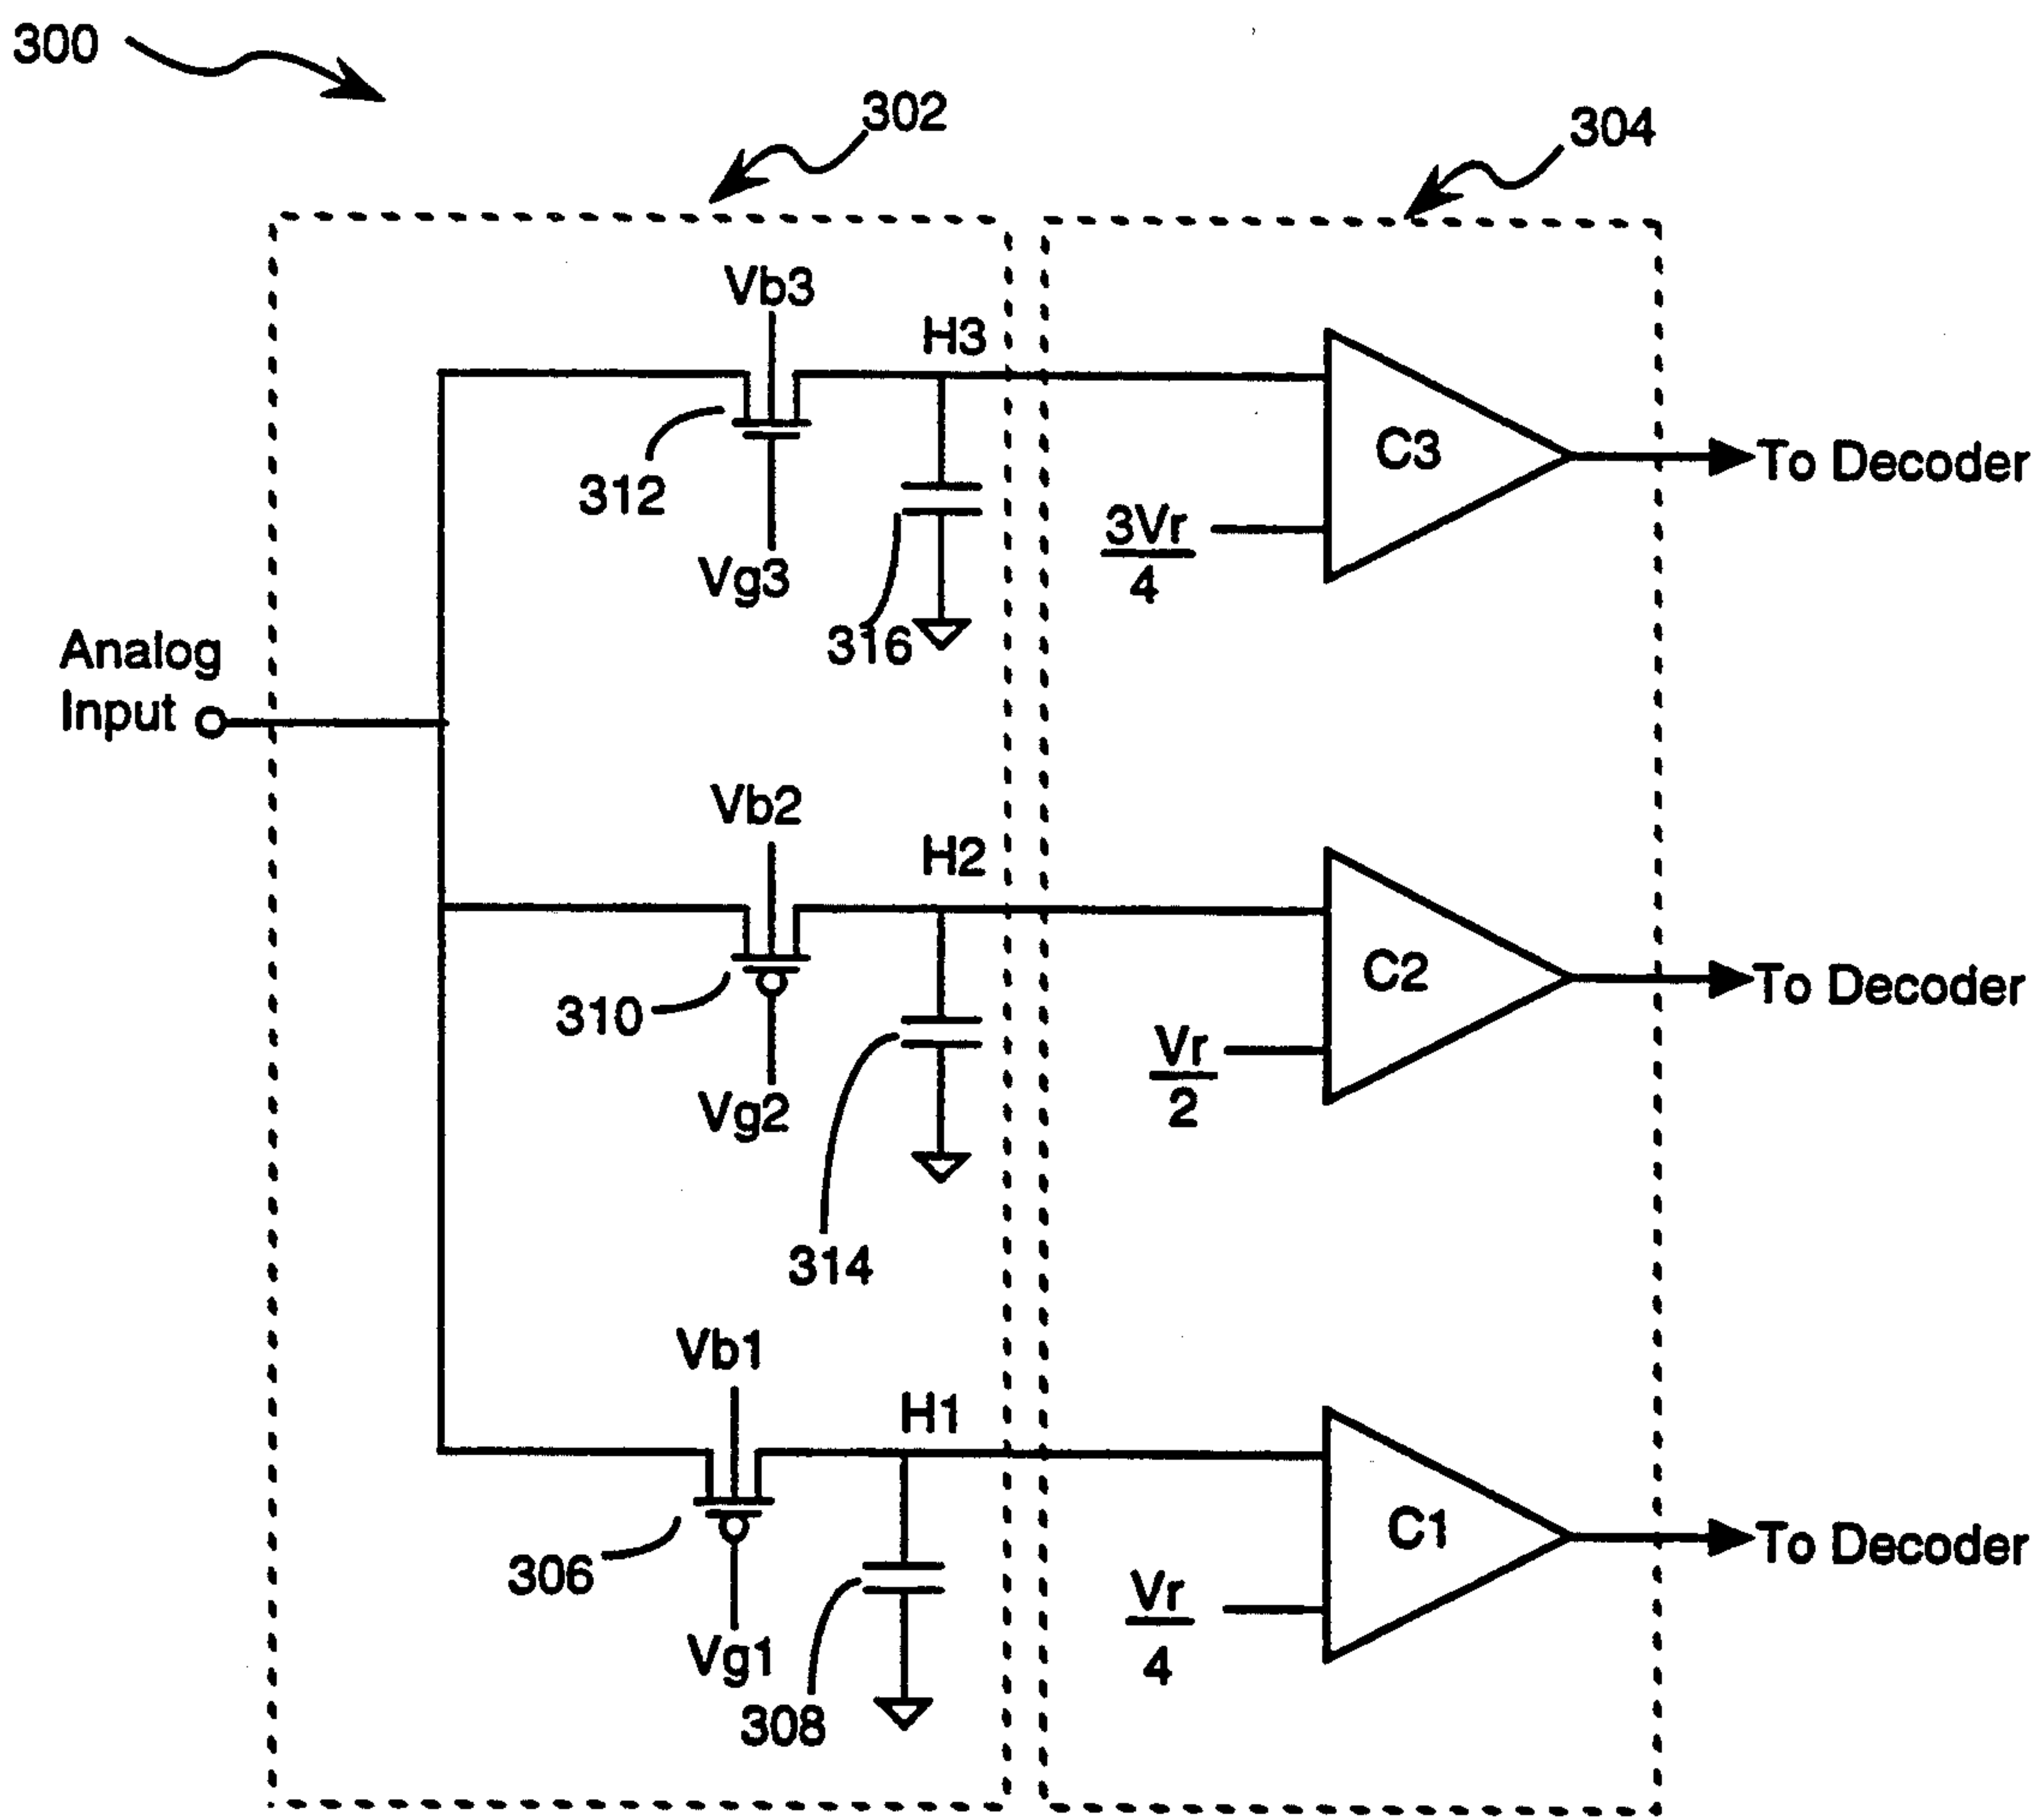 300
302
304
Vb3
H3
C3
To Decoder
312
3Vr
4
Vg3
316
Analog
Input
Vb2
H2
C2
To Decoder
310
Vr
2
Vg2
314
Vb1
H1
C1
To Decoder
306
Vr
4
Vg1
308